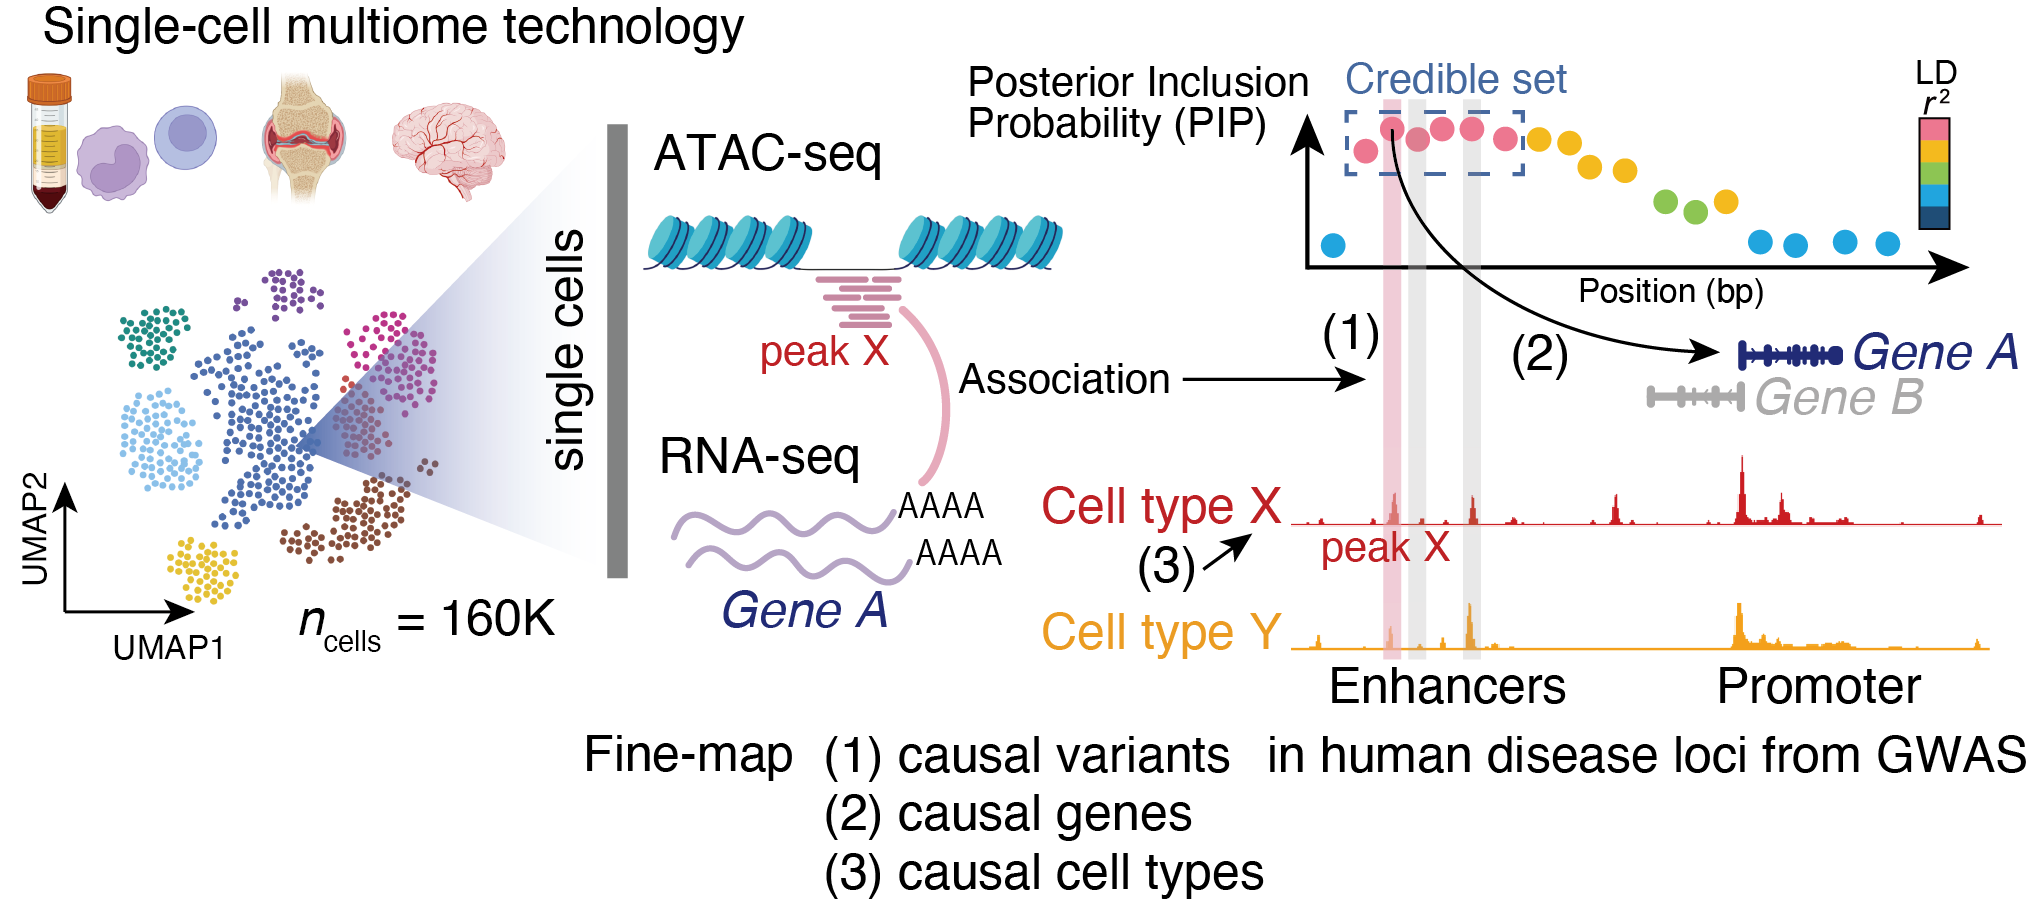 Single-cell multiome technology
UMAP2
UMAP1
n cells = 160K
single cells
ATAC-seq
peak X
Association
RNA-seq
AAAA
AAAA
Gene A
Posterior Inclusion
Probability (PIP)
Credible set
LD
r²
Position (bp)
(1)
(2)
Gene A
Gene B
Cell type X
peak X
(3)
Cell type Y
Enhancers
Promoter
Fine-map (1) causal variants in human disease loci from GWAS
(2) causal genes
(3) causal cell types